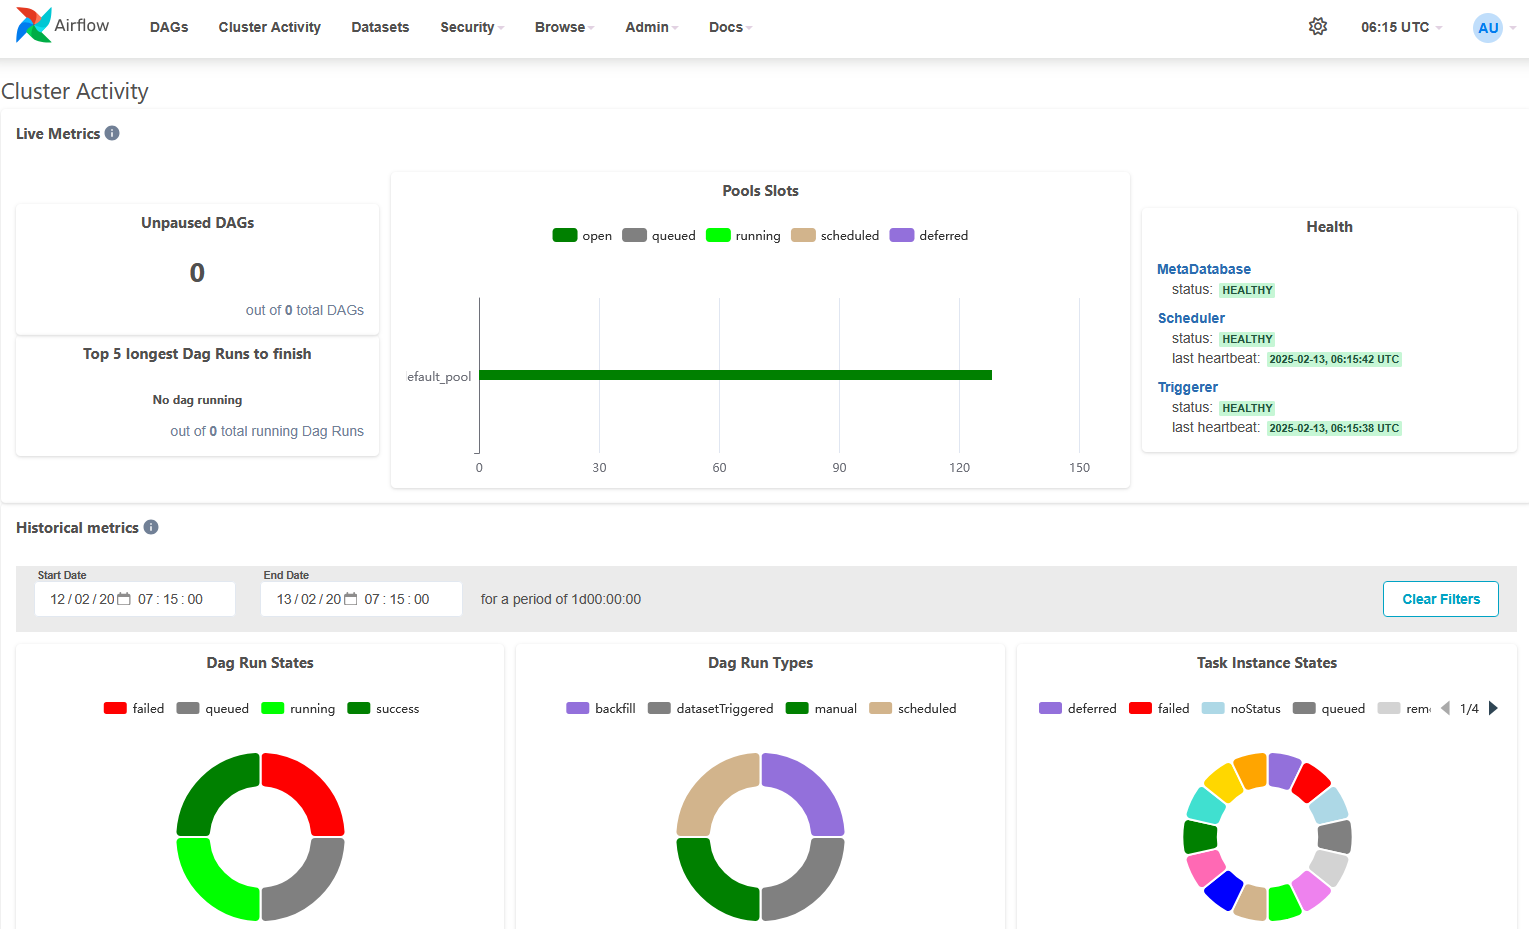 Airflow DAGs Cluster Activity Datasets Security Browse Admin Docs 06:15 UTC AU
Cluster Activity
Live Metrics
Unpaused DAGs
0
out of 0 total DAGs
Top 5 longest Dag Runs to finish
No dag running
out of 0 total running Dag Runs
Pools Slots
open queued running scheduled deferred
efault_pool
0 30 60 90 120 150
Health
MetaDatabase
status: HEALTHY
Scheduler
status: HEALTHY
last heartbeat: 2025-02-13, 06:15:42 UTC
Triggerer
status: HEALTHY
last heartbeat: 2025-02-13, 06:15:38 UTC
Historical metrics
Start Date End Date
12/02/20 07:15:00 13/02/20 07:15:00 for a period of 1d00:00:00 Clear Filters
Dag Run States
failed queued running success
Dag Run Types
backfill datasetTriggered manual scheduled
Task Instance States
deferred failed noStatus queued rem 1/4